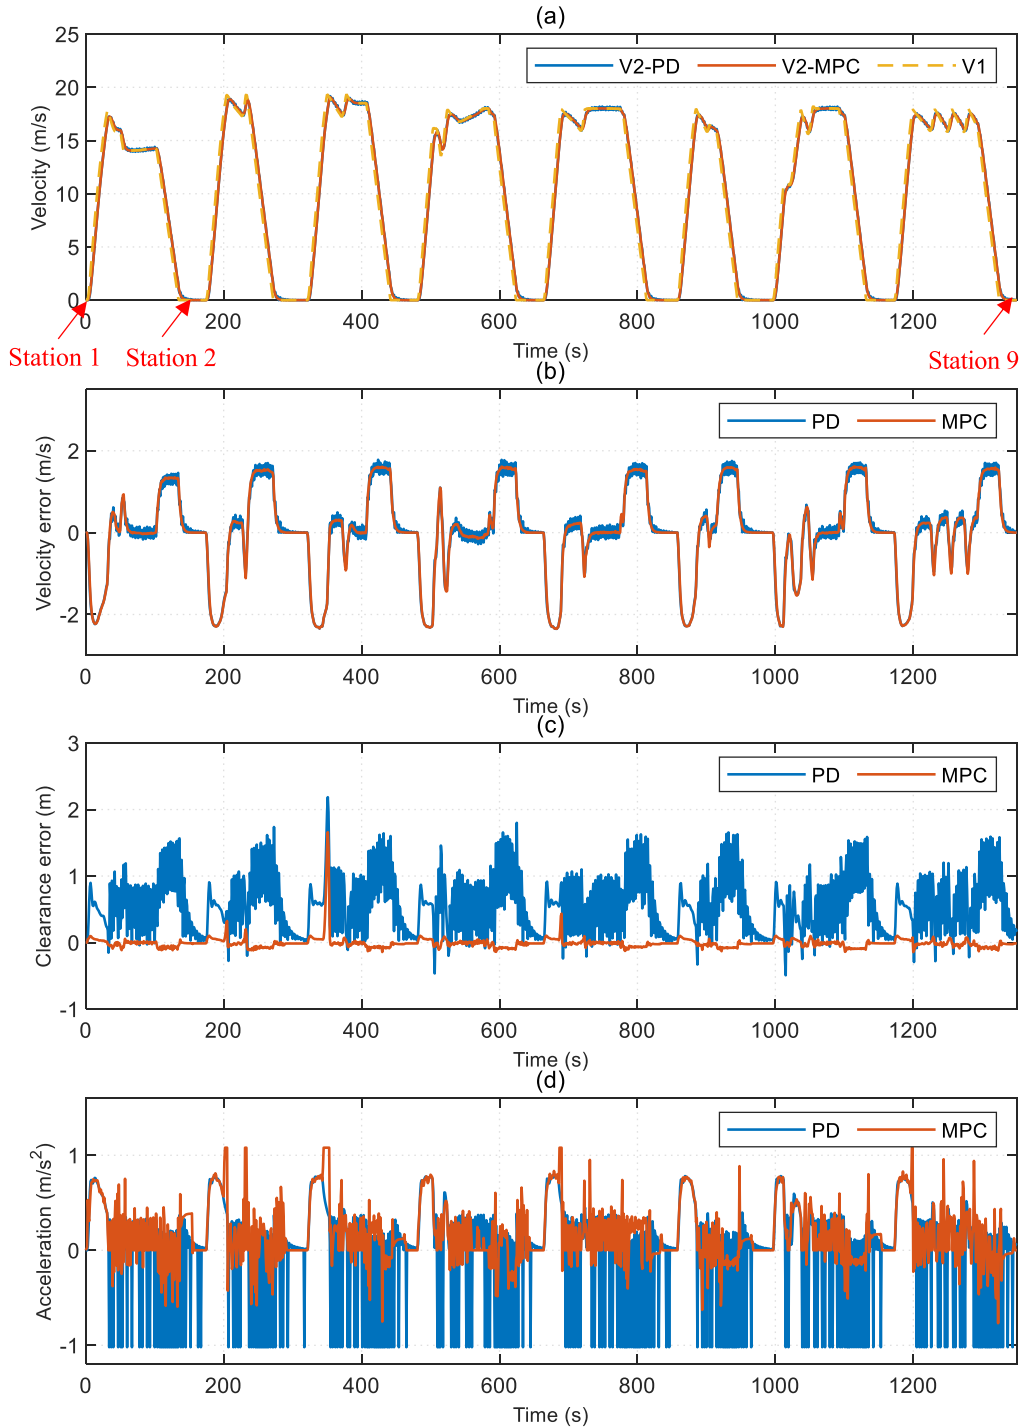 (a)
25
20
15
10
5
0
Velocity (m/s)
V2-PD V2-MPC V1
0 200 400 600 800 1000 1200
Time (s)
Station 1 Station 2 Station 9
(b)
2
0
-2
Velocity error (m/s)
PD MPC
0 200 400 600 800 1000 1200
Time (s)
(c)
3
2
1
0
-1
Clearance error (m)
PD MPC
0 200 400 600 800 1000 1200
Time (s)
(d)
1
0
-1
Acceleration (m/s²)
PD MPC
0 200 400 600 800 1000 1200
Time (s)